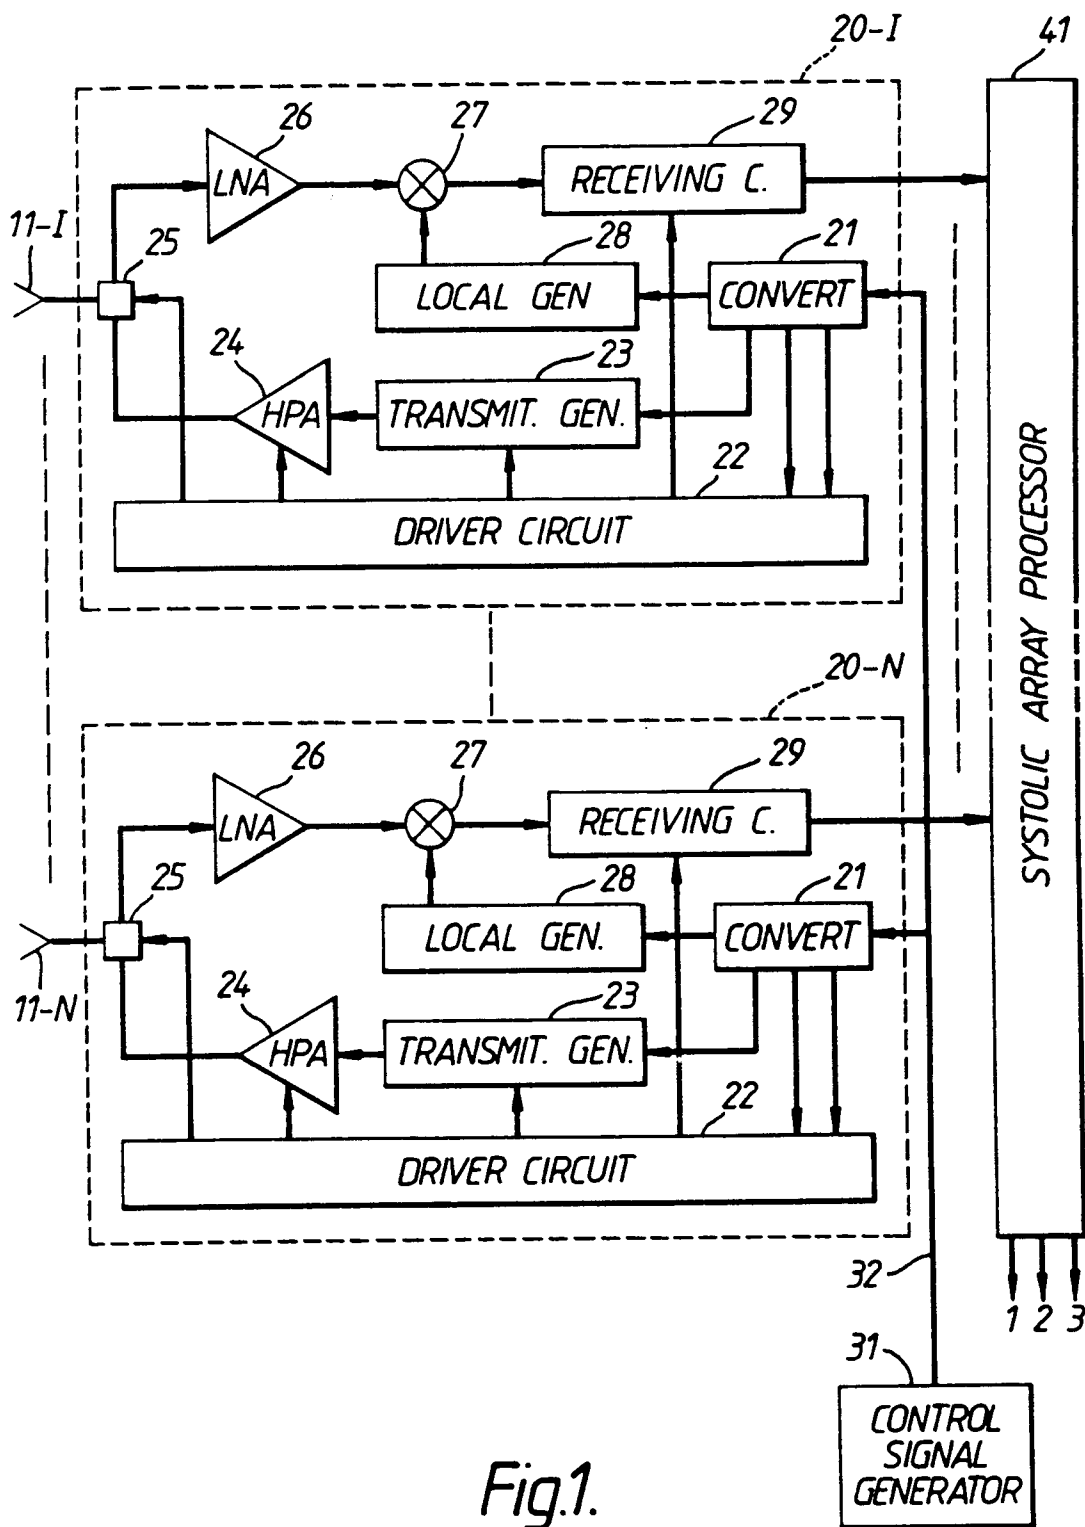 20-I
41
26
27
29
LNA
RECEIVING C.
11-I
25
28
21
LOCAL GEN
CONVERT
24
23
HPA
TRANSMIT. GEN.
22
DRIVER CIRCUIT
SYSTOLIC ARRAY PROCESSOR
20-N
26
27
29
LNA
RECEIVING C.
25
28
21
LOCAL GEN.
CONVERT
11-N
24
23
HPA
TRANSMIT. GEN.
22
DRIVER CIRCUIT
32
1 2 3
31
CONTROL
SIGNAL
GENERATOR
Fig.1.